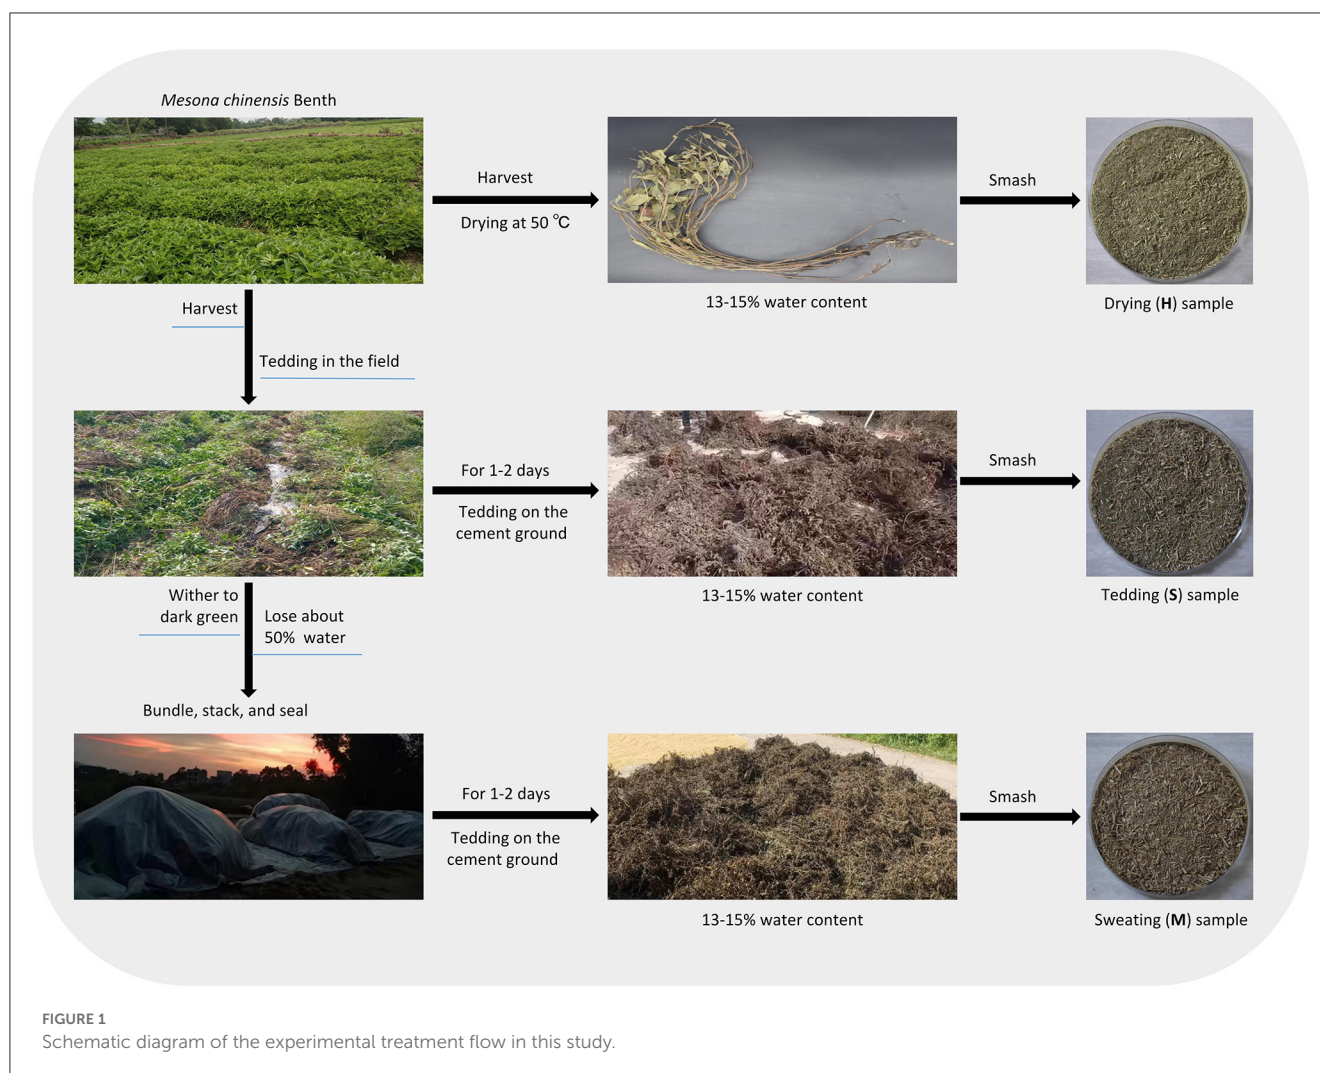 Mesona chinensis Benth
Harvest
Drying at 50 ℃
13-15% water content
Smash
Drying (H) sample
Harvest
Tedding in the field
For 1-2 days
Tedding on the
cement ground
13-15% water content
Smash
Tedding (S) sample
Wither to
dark green
Lose about
50% water
Bundle, stack, and seal
For 1-2 days
Tedding on the
cement ground
13-15% water content
Smash
Sweating (M) sample
FIGURE 1
Schematic diagram of the experimental treatment flow in this study.